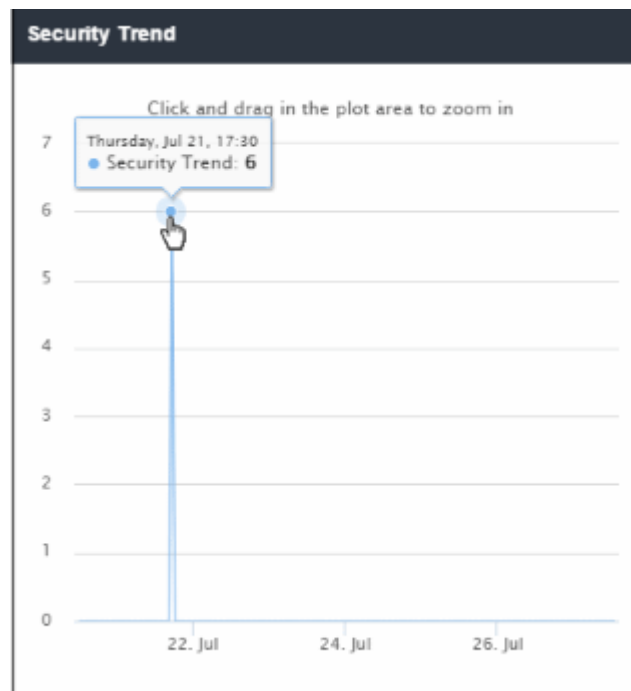 Security Trend
Click and drag in the plot area to zoom in
Thursday, Jul 21, 17:30
Security Trend: 6
7
6
5
4
3
2
1
0
22. Jul 24. Jul 26. Jul